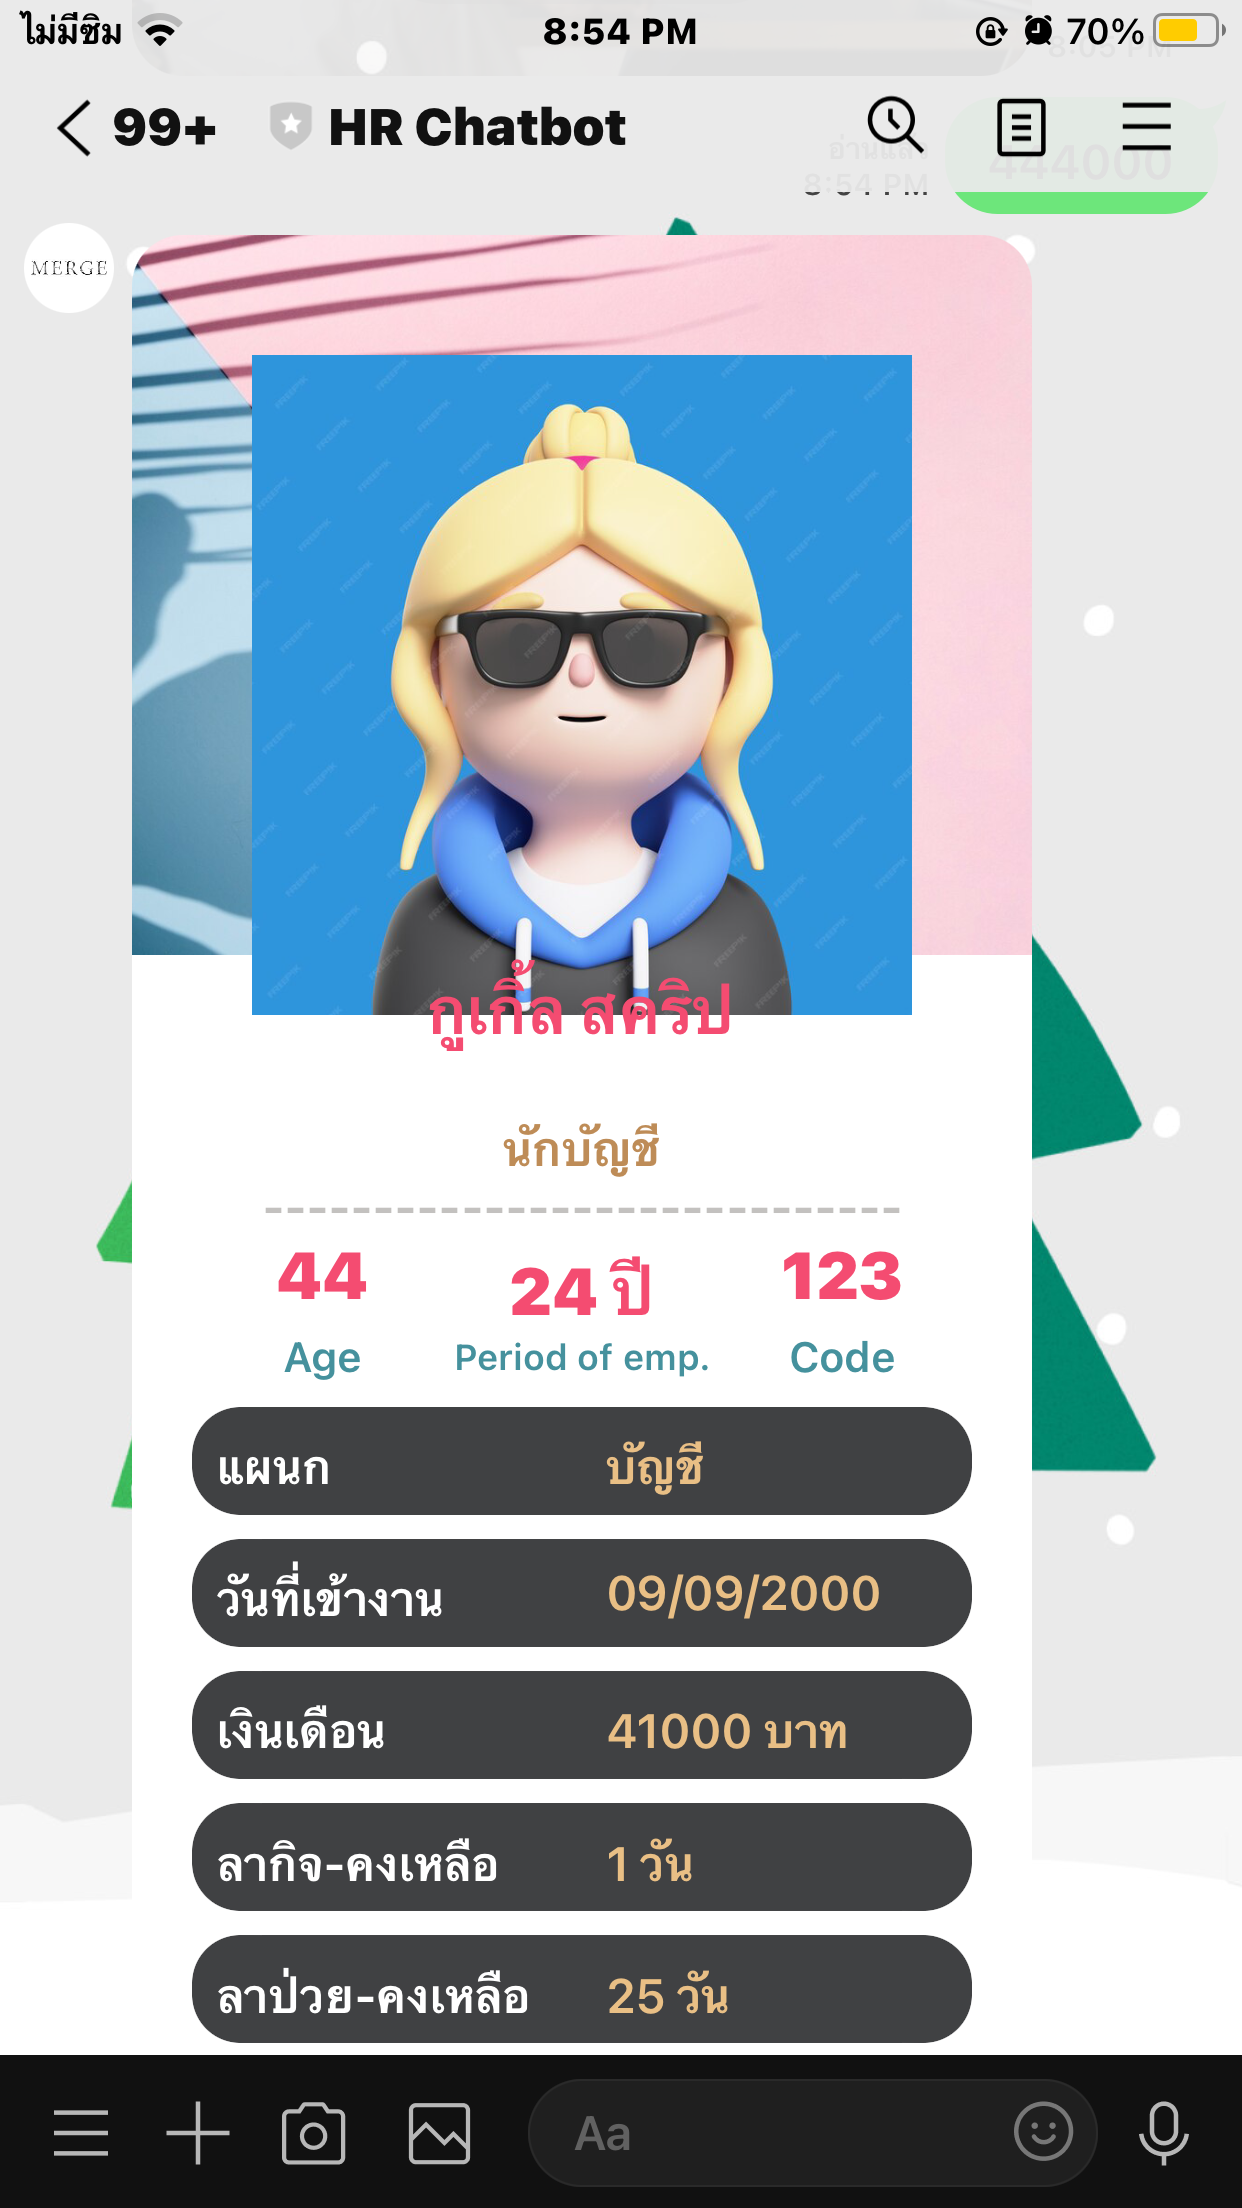 ไม่มีซิม 8:54 PM 70%
8:05 PM
99+ HR Chatbot
อ่านแล้ว
8:54 PM
444000
MERGE
กูเกิ้ล สคริป
นักบัญชี
--------------------------------
44 24 ปี 123
Age Period of emp. Code
แผนก บัญชี
วันที่เข้างาน 09/09/2000
เงินเดือน 41000 บาท
ลากิจ-คงเหลือ 1 วัน
ลาป่วย-คงเหลือ 25 วัน
Aa